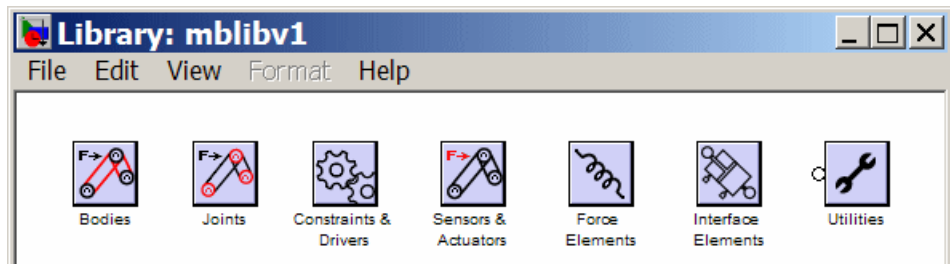 Library: mblibv1
File Edit View Format Help
F→ F→ F→
Bodies Joints Constraints & Sensors & Force Interface Utilities
Drivers Actuators Elements Elements